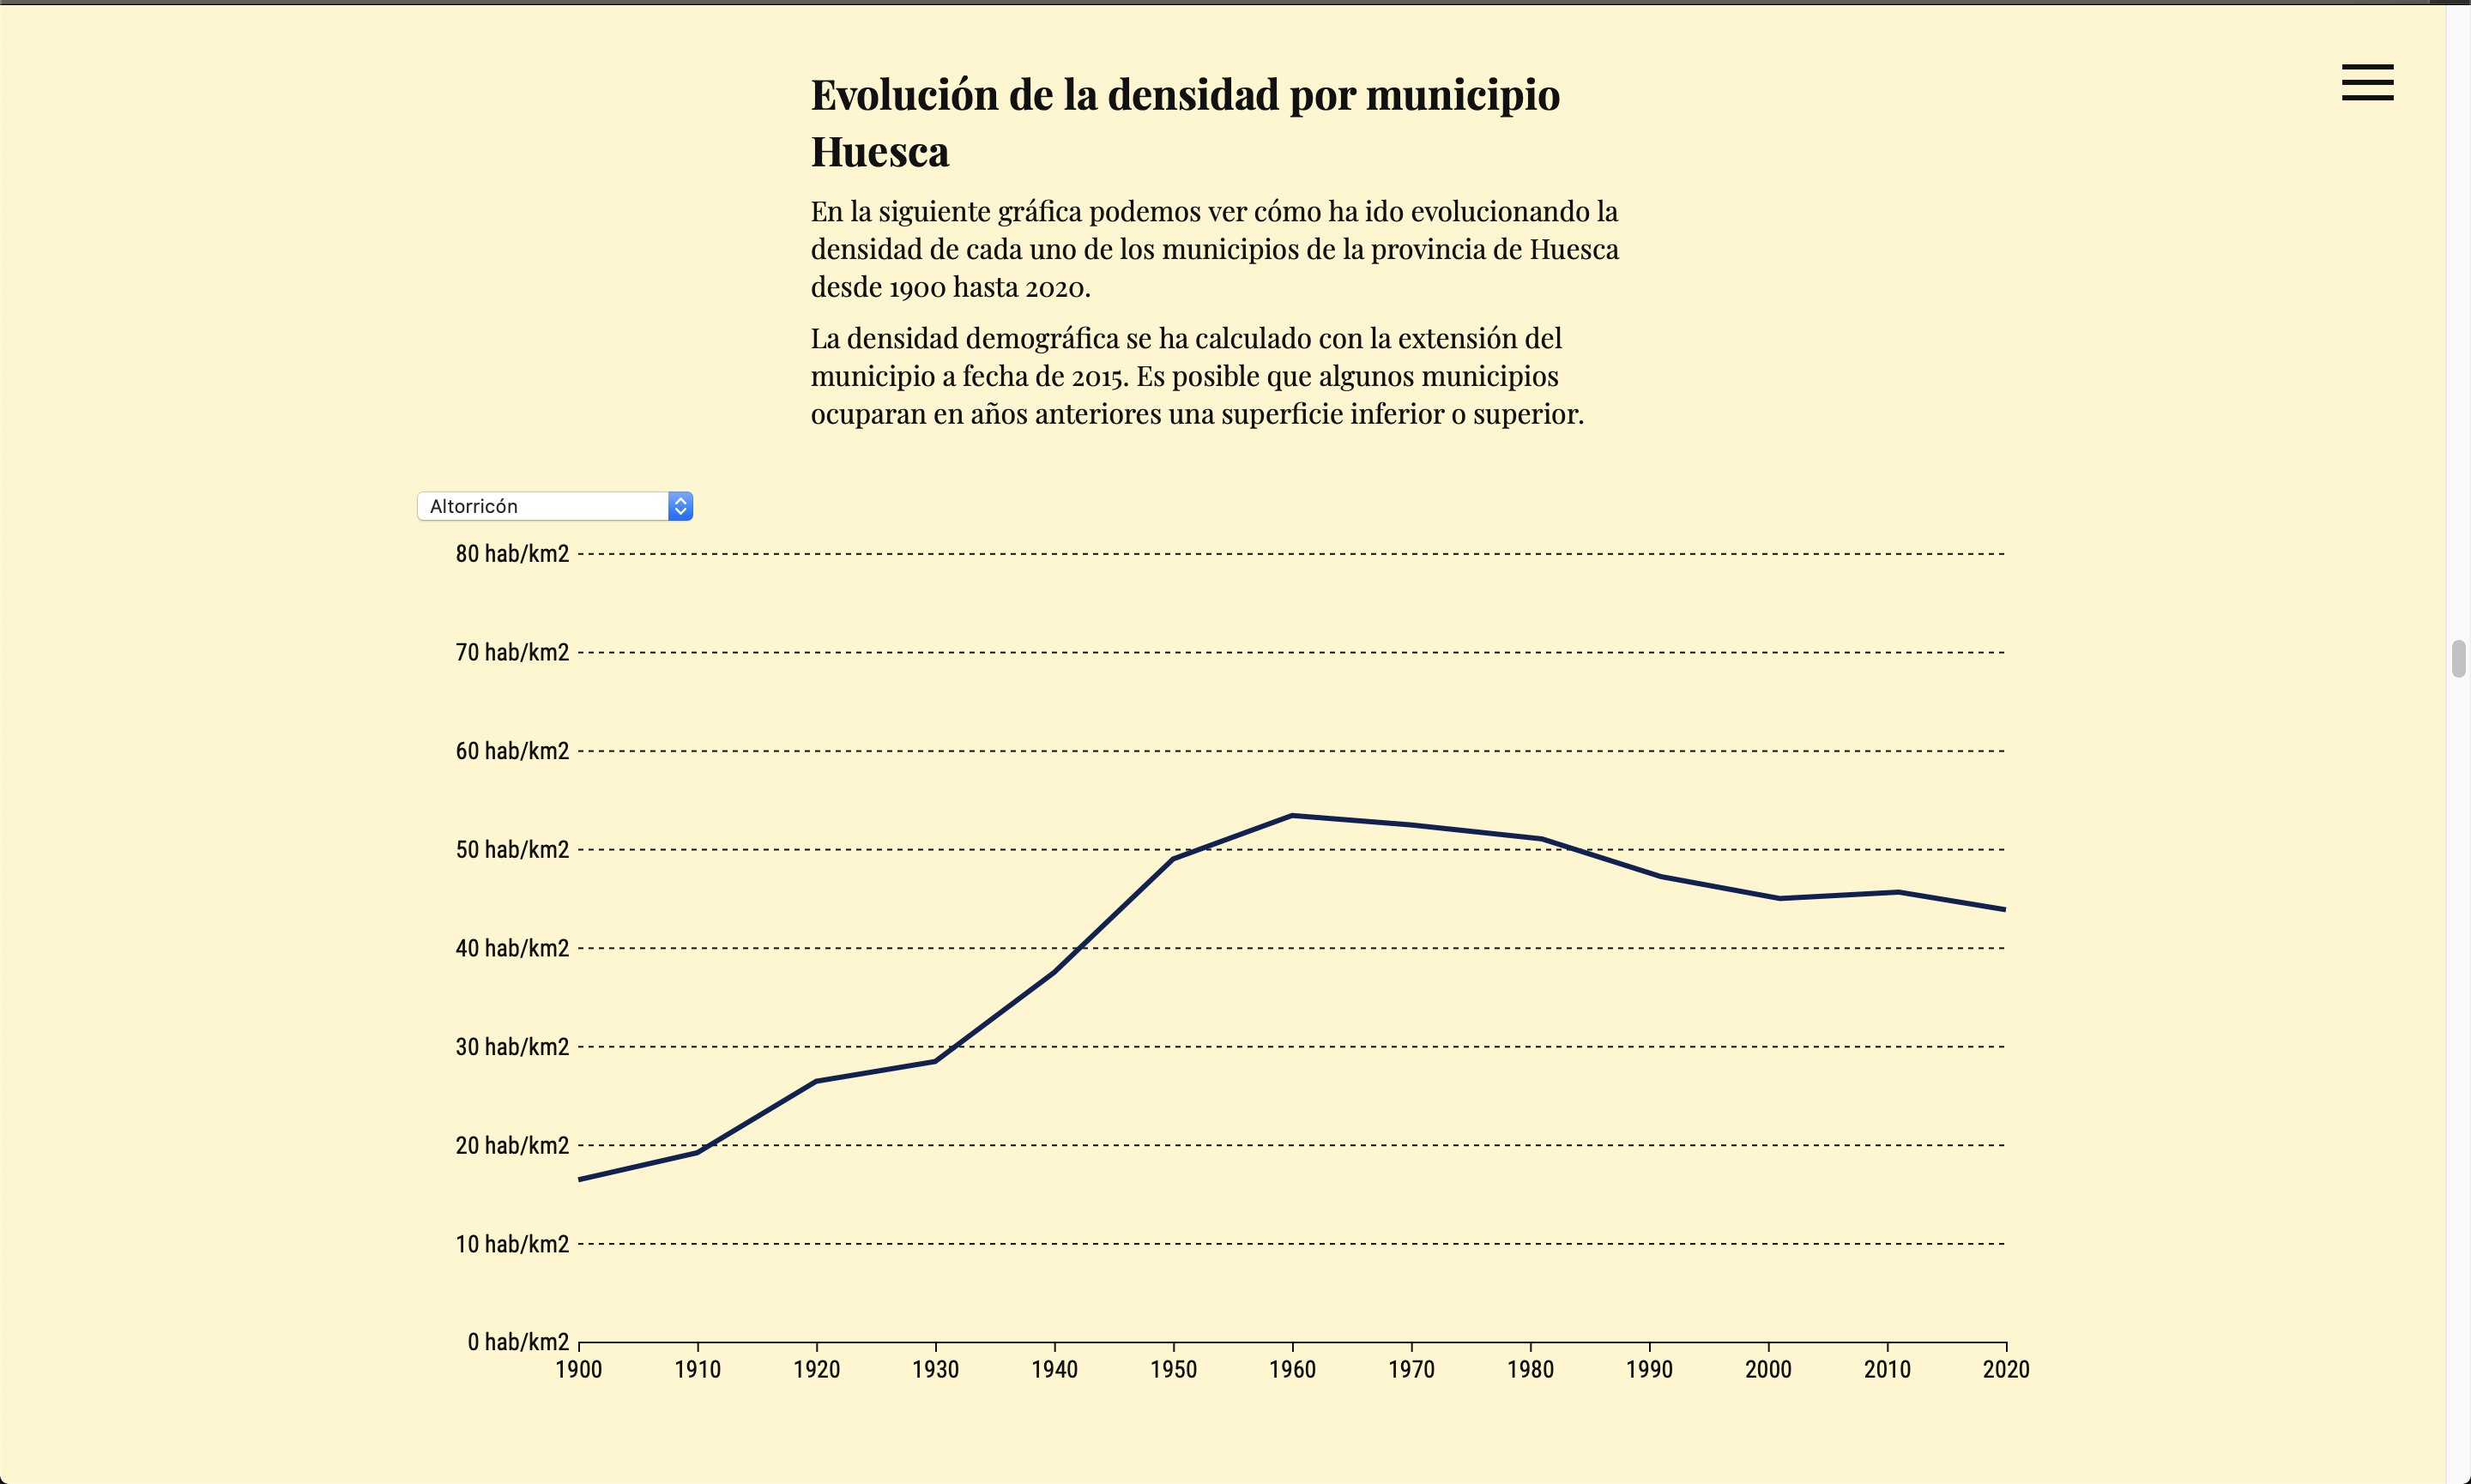 Evolución de la densidad por municipio
Huesca
En la siguiente gráfica podemos ver cómo ha ido evolucionando la
densidad de cada uno de los municipios de la provincia de Huesca
desde 1900 hasta 2020.
La densidad demográfica se ha calculado con la extensión del
municipio a fecha de 2015. Es posible que algunos municipios
ocuparan en años anteriores una superficie inferior o superior.
Altorricón
80 hab/km2
70 hab/km2
60 hab/km2
50 hab/km2
40 hab/km2
30 hab/km2
20 hab/km2
10 hab/km2
0 hab/km2
1900 1910 1920 1930 1940 1950 1960 1970 1980 1990 2000 2010 2020